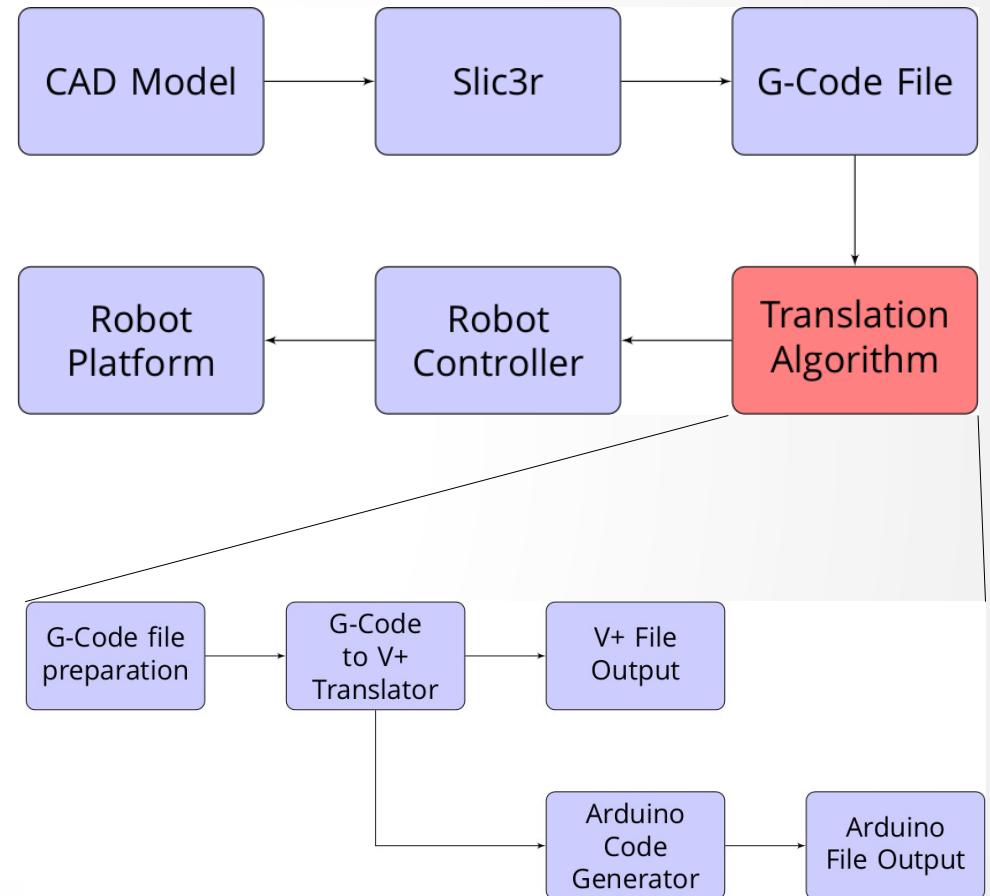 CAD Model
Slic3r
G-Code File
Robot
Platform
Robot
Controller
Translation
Algorithm
G-Code file
preparation
G-Code
to V+
Translator
V+ File
Output
Arduino
Code
Generator
Arduino
File Output